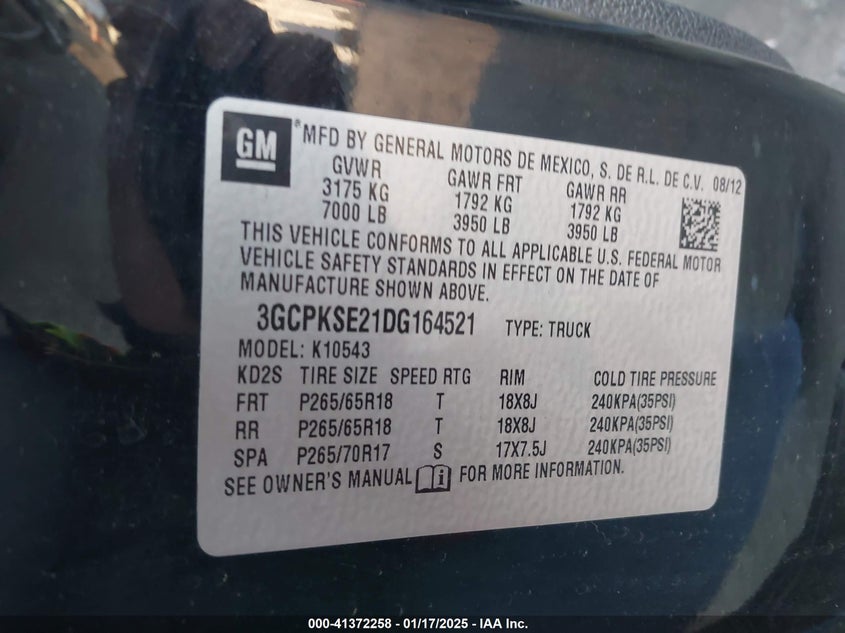 GM
®MFD BY GENERAL MOTORS DE MEXICO, S. DE R.L. DE C.V. 08/12
GVWR GAWR FRT GAWR RR
3175 KG 1792 KG 1792 KG
7000 LB 3950 LB 3950 LB
THIS VEHICLE CONFORMS TO ALL APPLICABLE U.S. FEDERAL MOTOR
VEHICLE SAFETY STANDARDS IN EFFECT ON THE DATE OF
MANUFACTURE SHOWN ABOVE.
3GCPKSE21DG164521 TYPE: TRUCK
MODEL: K10543
KD2S TIRE SIZE SPEED RTG RIM COLD TIRE PRESSURE
FRT P265/65R18 T 18X8J 240KPA(35PSI)
RR P265/65R18 T 18X8J 240KPA(35PSI)
SPA P265/70R17 S 17X7.5J 240KPA(35PSI)
SEE OWNER'S MANUAL i FOR MORE INFORMATION.
000-41372258 - 01/17/2025 - IAA Inc.